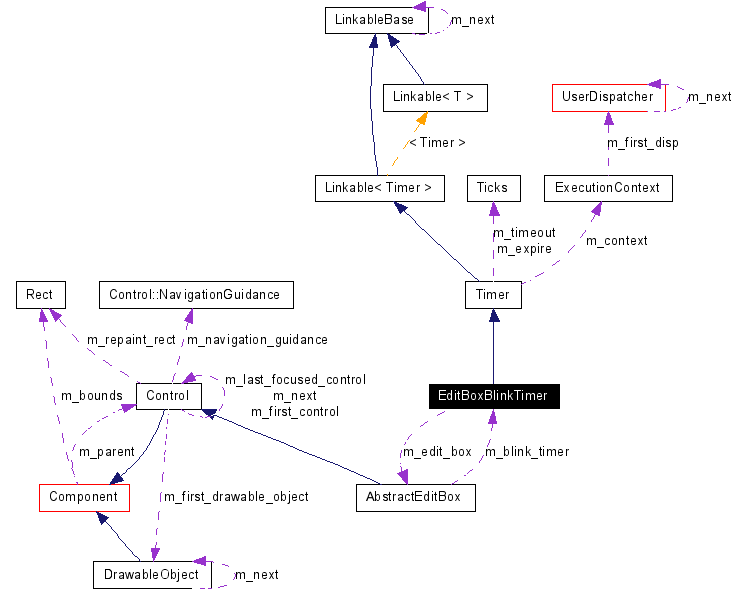 LinkableBase
m_next
Linkable< T >
UserDispatcher
m_next
< Timer >
m_first_disp
Linkable< Timer >
Ticks
ExecutionContext
m_timeout
m_expire
m_context
Rect
Control::NavigationGuidance
Timer
m_repaint_rect
m_navigation_guidance
m_bounds
Control
m_last_focused_control
m_next
m_first_control
EditBoxBlinkTimer
m_parent
m_edit_box
m_blink_timer
Component
m_first_drawable_object
AbstractEditBox
DrawableObject
m_next